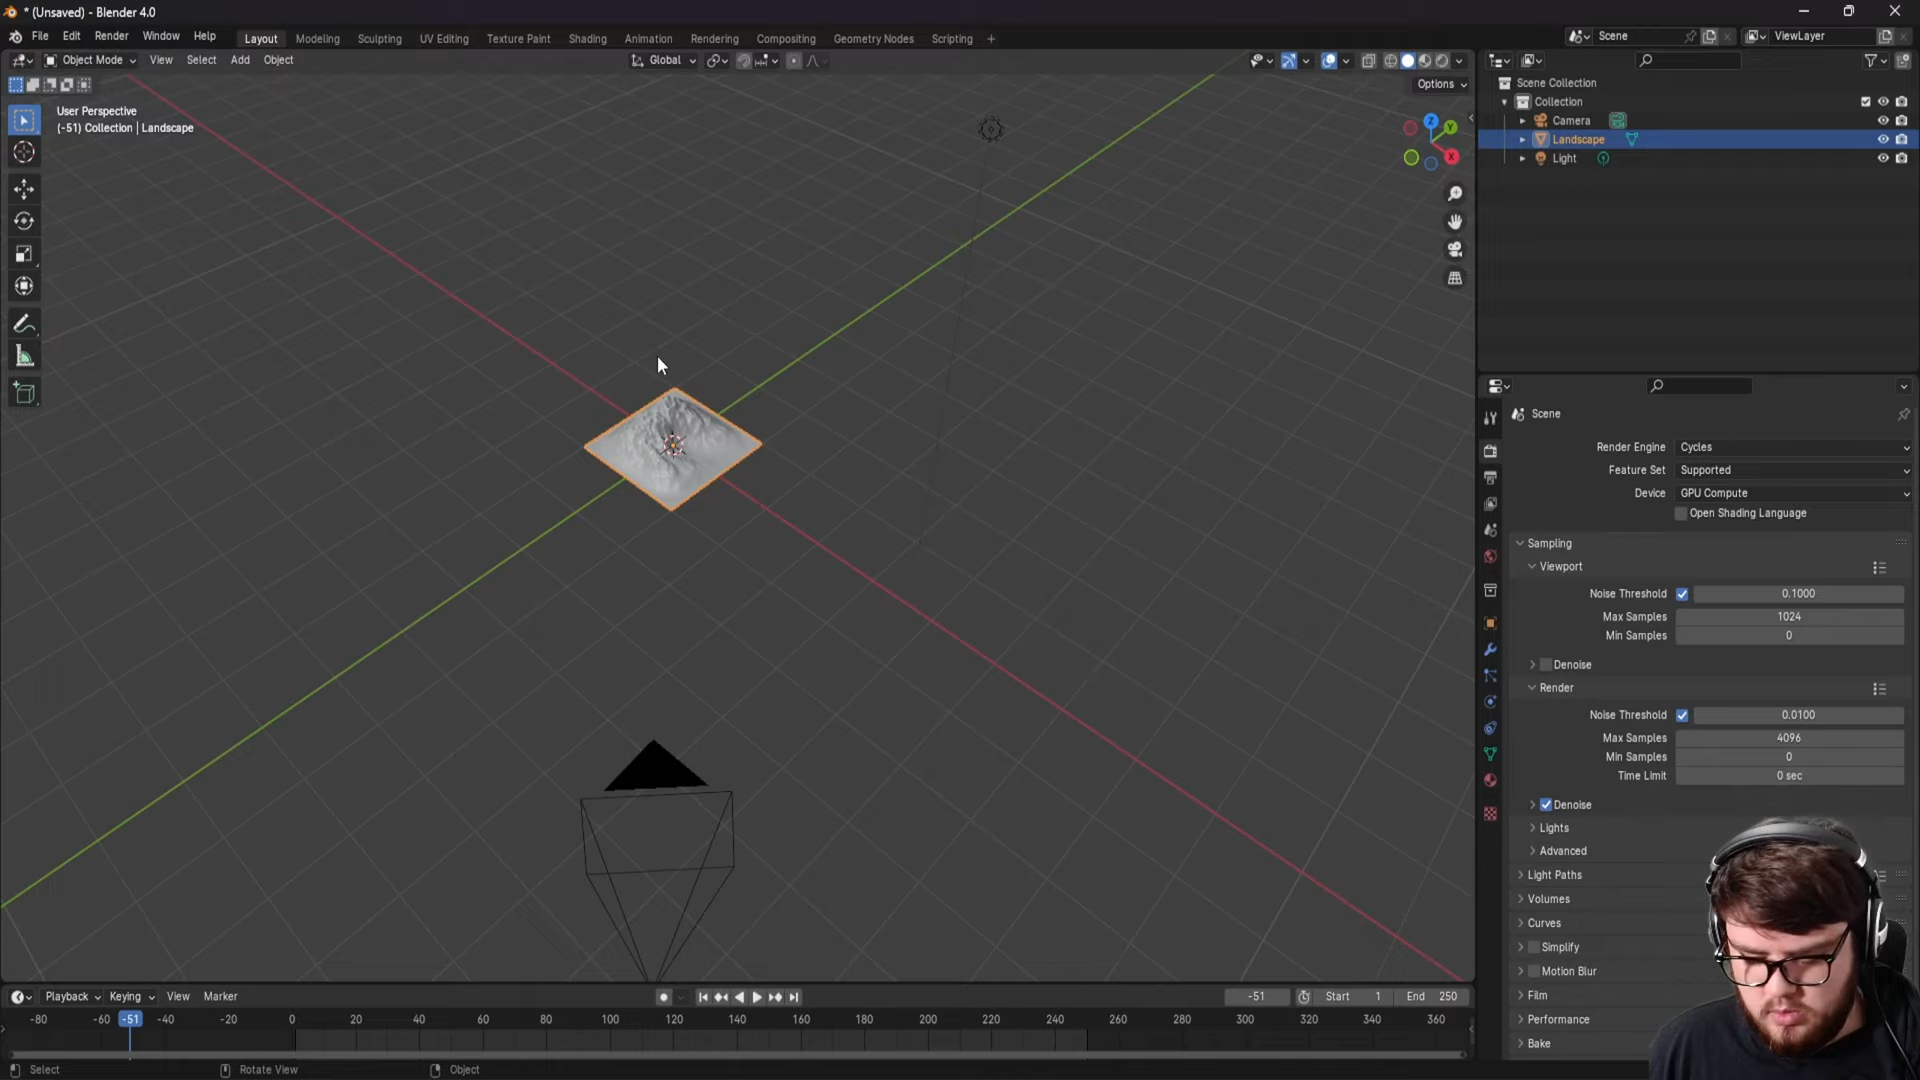 * (Unsaved) - Blender 4.0
File Edit Render Window Help
Layout Modeling Sculpting UV Editing Texture Paint Shading Animation Rendering Compositing Geometry Nodes Scripting +
Scene
ViewLayer
Object Mode View Select Add Object
Global
Options
User Perspective
(-51) Collection | Landscape
Z
Y
X
Scene Collection
Collection
Camera
Landscape
Light
Scene
Render Engine Cycles
Feature Set Supported
Device GPU Compute
Open Shading Language
Sampling
Viewport
Noise Threshold 0.1000
Max Samples 1024
Min Samples 0
Denoise
Render
Noise Threshold 0.0100
Max Samples 4096
Min Samples 0
Time Limit 0 sec
Denoise
Lights
Advanced
Light Paths
Volumes
Curves
Simplify
Motion Blur
Film
Performance
Bake
Playback Keying View Marker
-51 Start 1 End 250
-80 -60 -51 -40 -20 0 20 40 60 80 100 120 140 160 180 200 220 240 260 280 300 320 340 360
Select Rotate View Object